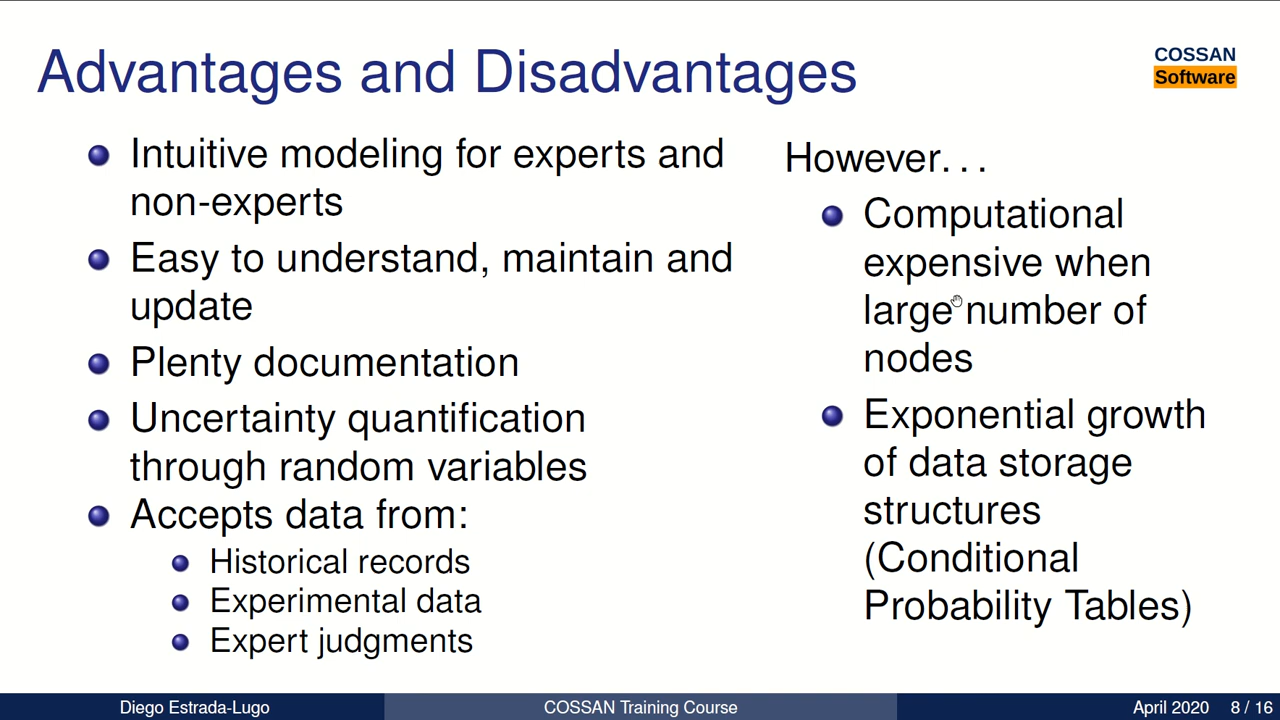 Advantages and Disadvantages
COSSAN
Software
Intuitive modeling for experts and
non-experts
Easy to understand, maintain and
update
Plenty documentation
Uncertainty quantification
through random variables
Accepts data from:
Historical records
Experimental data
Expert judgments
However. . .
Computational
expensive when
large number of
nodes
Exponential growth
of data storage
structures
(Conditional
Probability Tables)
Diego Estrada-Lugo
COSSAN Training Course
April 2020 8 / 16